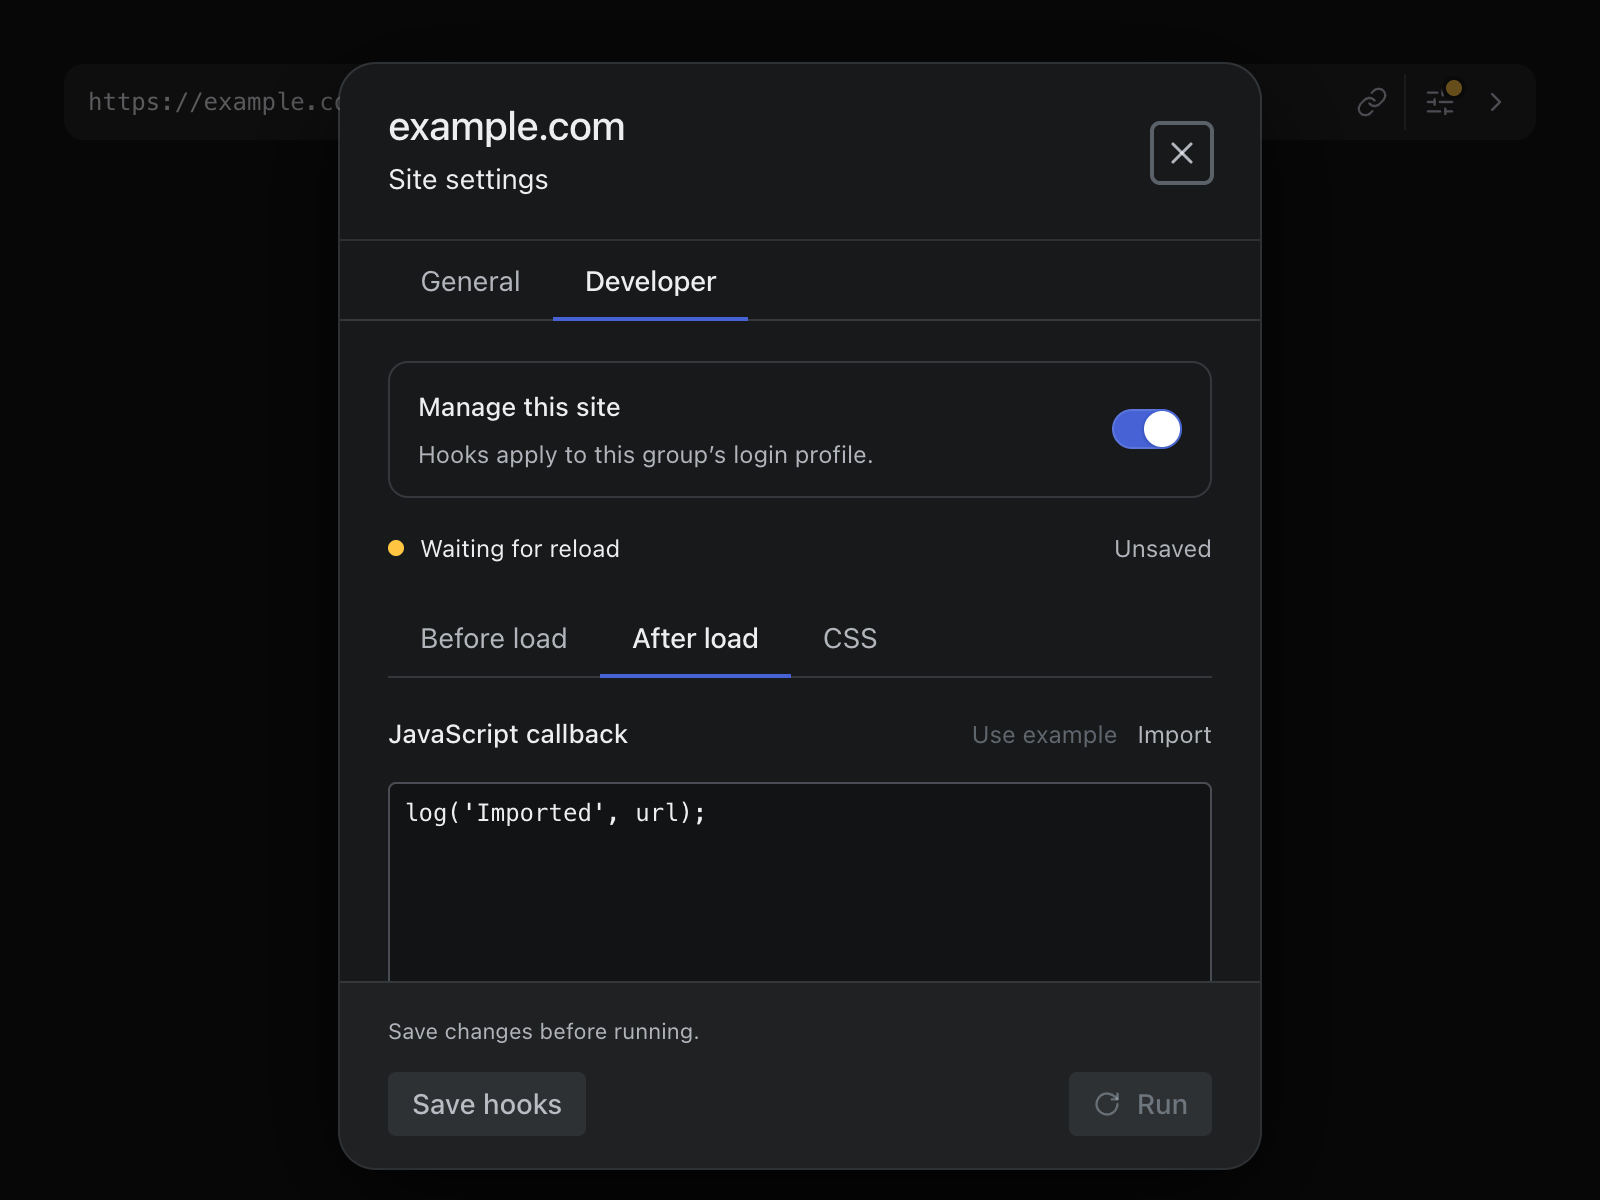 https://example.co
example.com
Site settings
General Developer
Manage this site
Hooks apply to this group’s login profile.
Waiting for reload Unsaved
Before load After load CSS
JavaScript callback Use example Import
log('Imported', url);
Save changes before running.
Save hooks Run